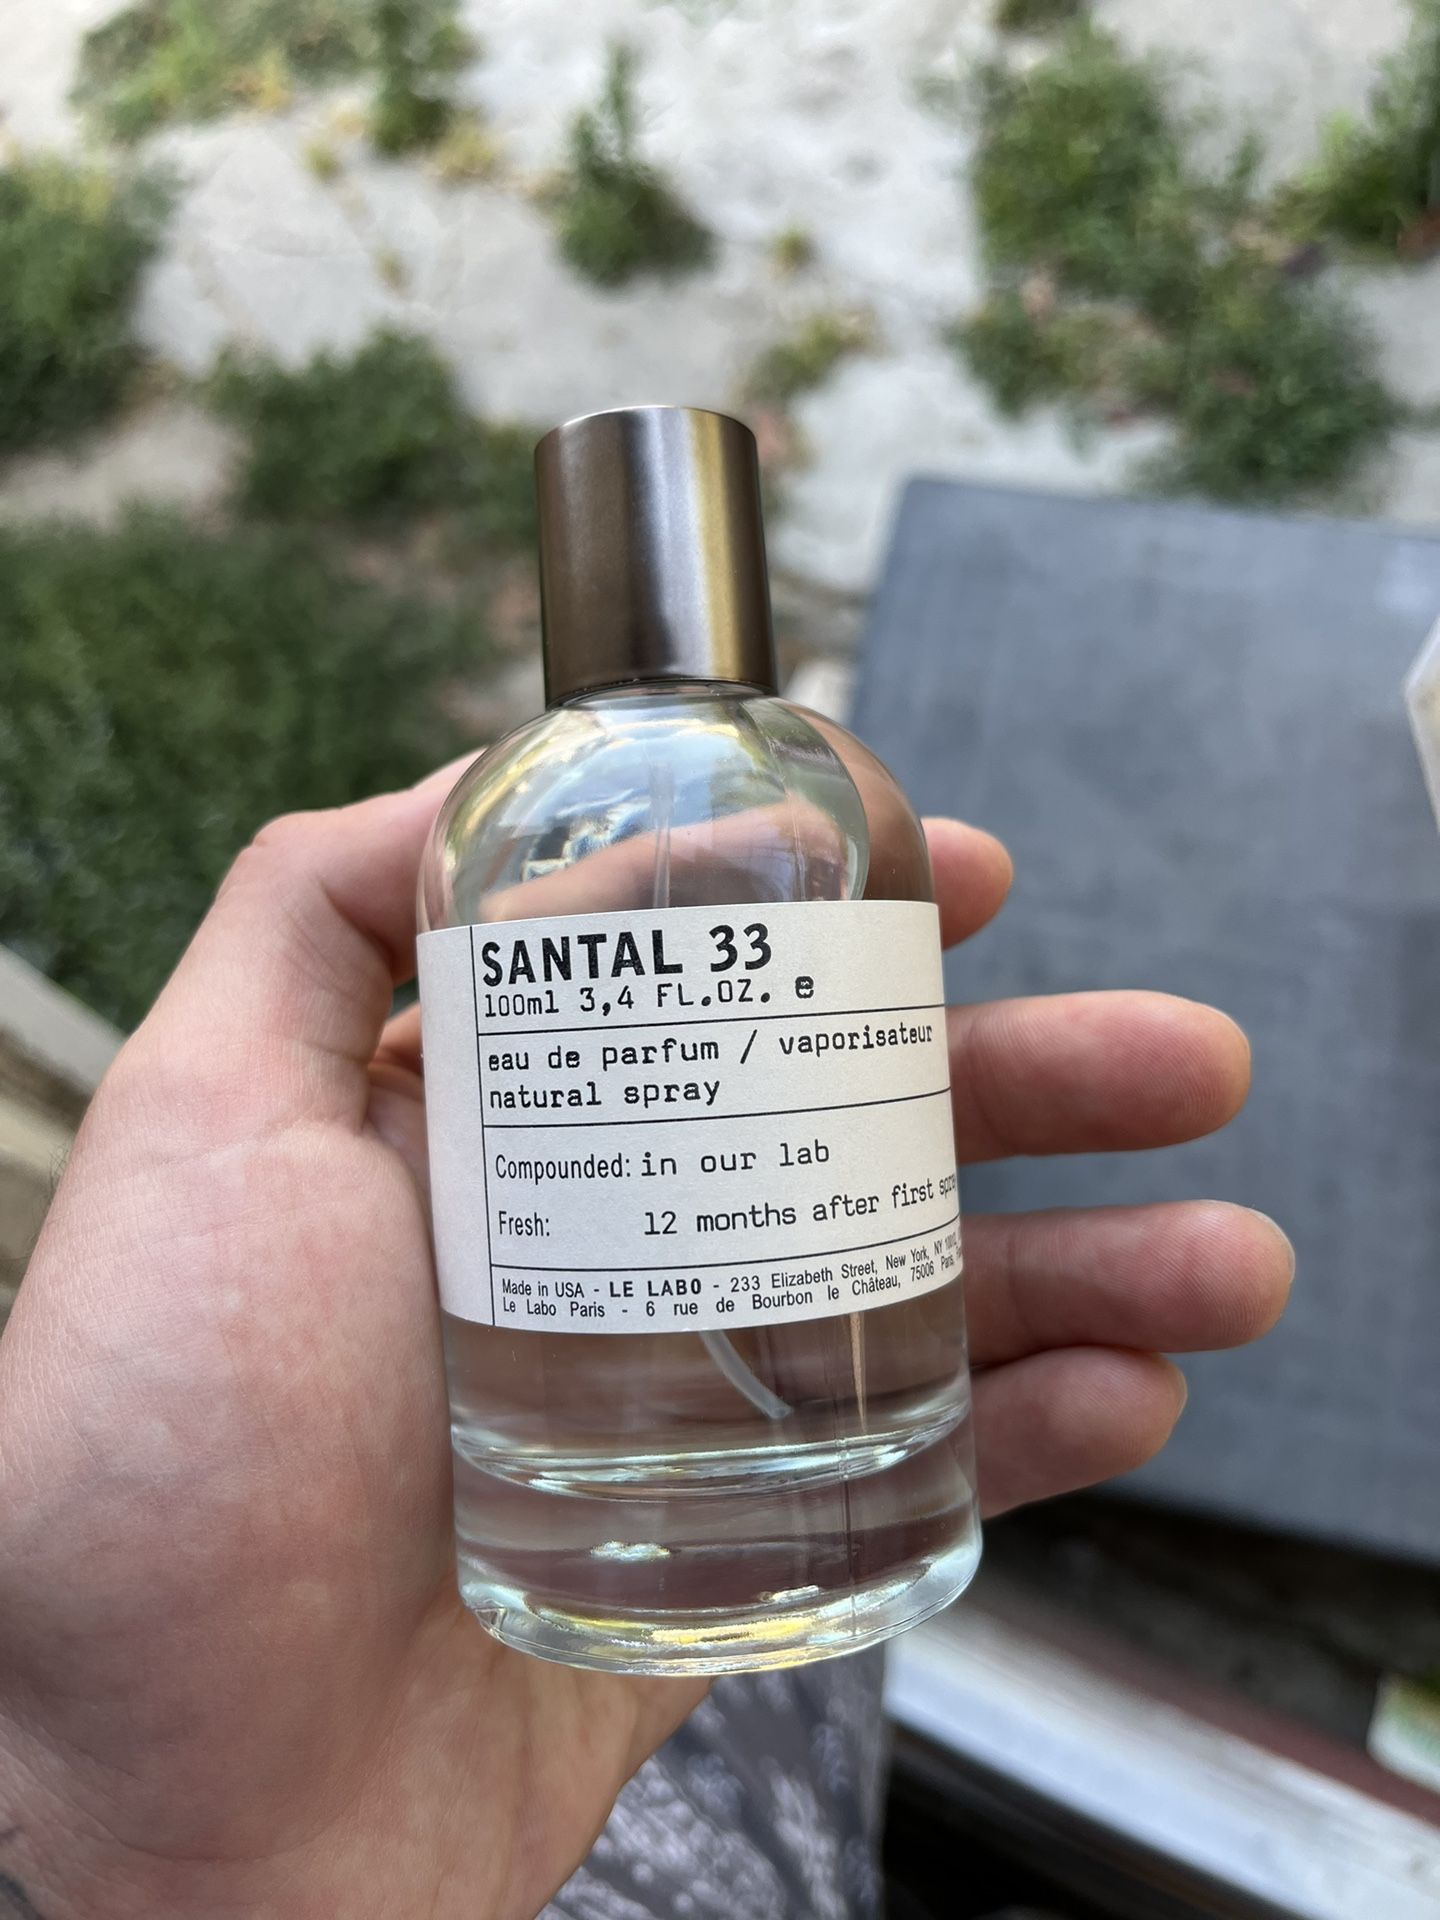 SANTAL 33
100ml 3,4 FL.OZ. e
eau de parfum / vaporisateur
natural spray
Compounded: in our lab
Fresh: 12 months after first
Made in USA - LE LABO - 233 Elizabeth Street, New York, NY
Le Labo Paris - 6 rue de Bourbon le Château, 75006 Paris,